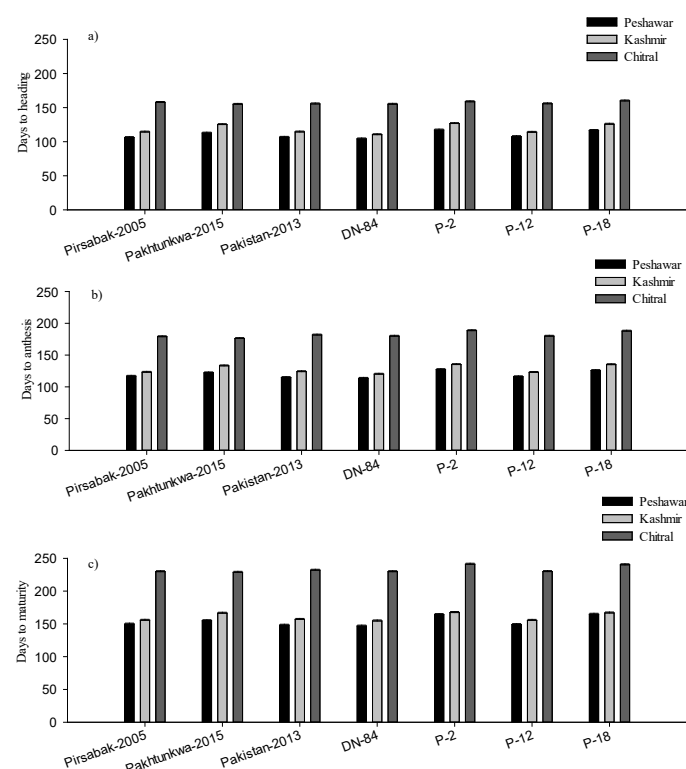 Peshawar
Kashmir
Chitral
a)
Days to heading
250
200
150
100
50
0
Pirsabak-2005
Pakhtunkwa-2015
Pakistan-2013
DN-84
P-2
P-12
P-18
Peshawar
Kashmir
Chitral
b)
Days to anthesis
250
200
150
100
50
0
Pirsabak-2005
Pakhtunkwa-2015
Pakistan-2013
DN-84
P-2
P-12
P-18
Peshawar
Kashmir
Chitral
c)
Days to maturity
250
200
150
100
50
0
Pirsabak-2005
Pakhtunkwa-2015
Pakistan-2013
DN-84
P-2
P-12
P-18